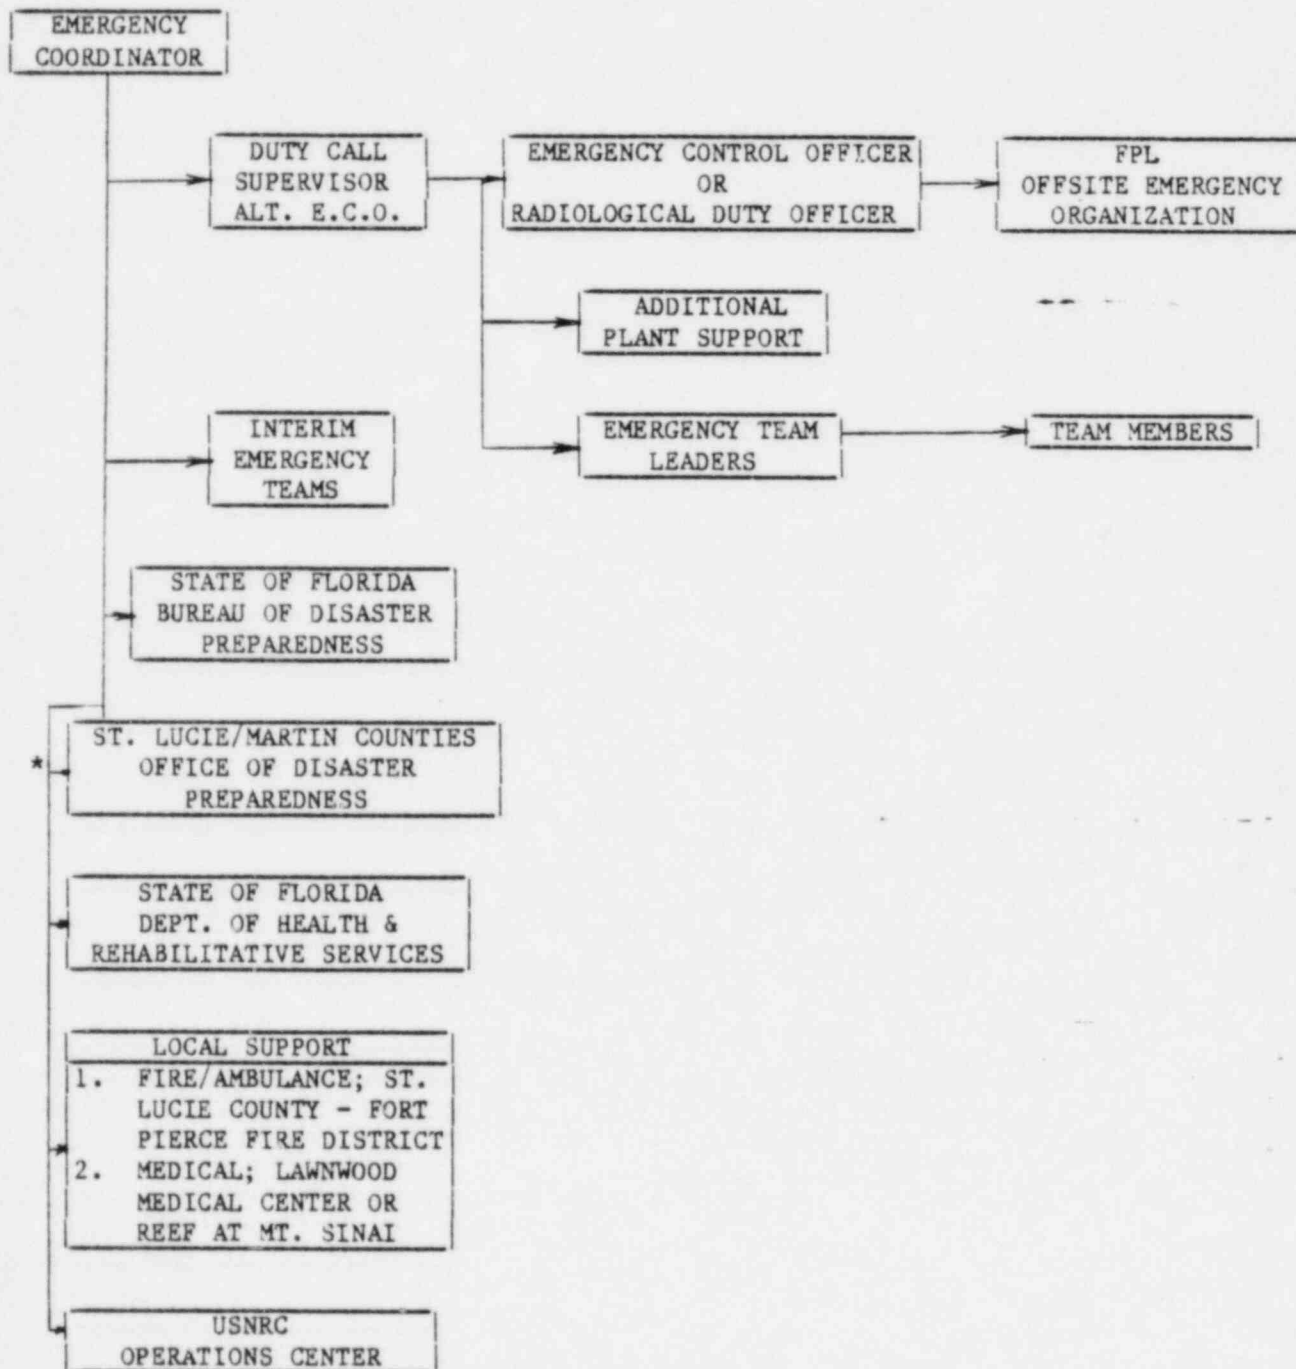 EMERGENCY
COORDINATOR
DUTY CALL
SUPERVISOR
ALT. E.C.O.
EMERGENCY CONTROL OFFICER
OR
RADIOLOGICAL DUTY OFFICER
FPL
OFFSITE EMERGENCY
ORGANIZATION
ADDITIONAL
PLANT SUPPORT
INTERIM
EMERGENCY
TEAMS
EMERGENCY TEAM
LEADERS
TEAM MEMBERS
STATE OF FLORIDA
BUREAU OF DISASTER
PREPAREDNESS
*
ST. LUCIE/MARTIN COUNTIES
OFFICE OF DISASTER
PREPAREDNESS
STATE OF FLORIDA
DEPT. OF HEALTH &
REHABILITATIVE SERVICES
LOCAL SUPPORT
1. FIRE/AMBULANCE; ST.
LUCIE COUNTY - FORT
PIERCE FIRE DISTRICT
2. MEDICAL; LAWNWOOD
MEDICAL CENTER OR
REEF AT MT. SINAI
USNRC
OPERATIONS CENTER